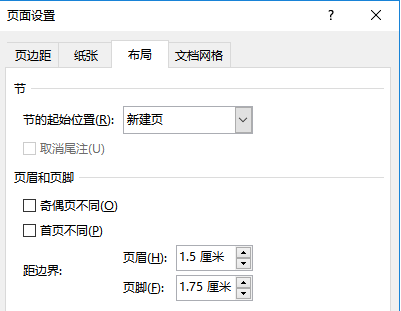 页面设置 ?
页边距 纸张 布局 文档网格
节
节的起始位置(R): 新建页
取消尾注(U)
页眉和页脚
奇偶页不同(O)
首页不同(P)
页眉(H): 1.5 厘米
距边界:
页脚(F): 1.75 厘米